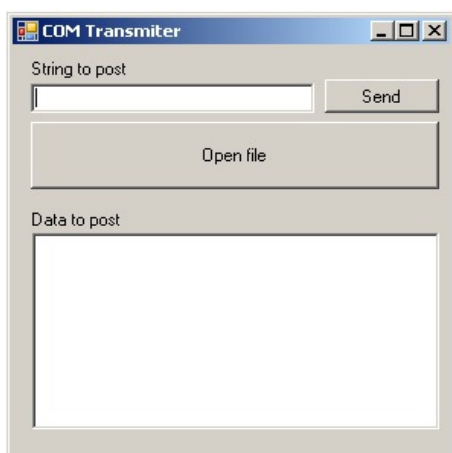 COM Transmiter
String to post
Send
Open file
Data to post